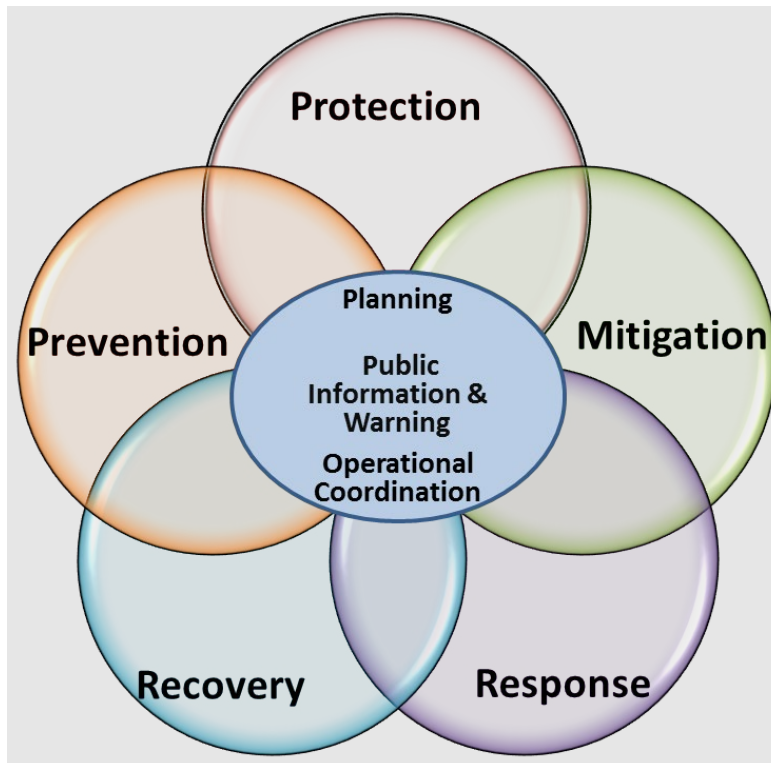 Protection
Prevention
Mitigation
Planning
Public
Information &
Warning
Operational
Coordination
Recovery
Response